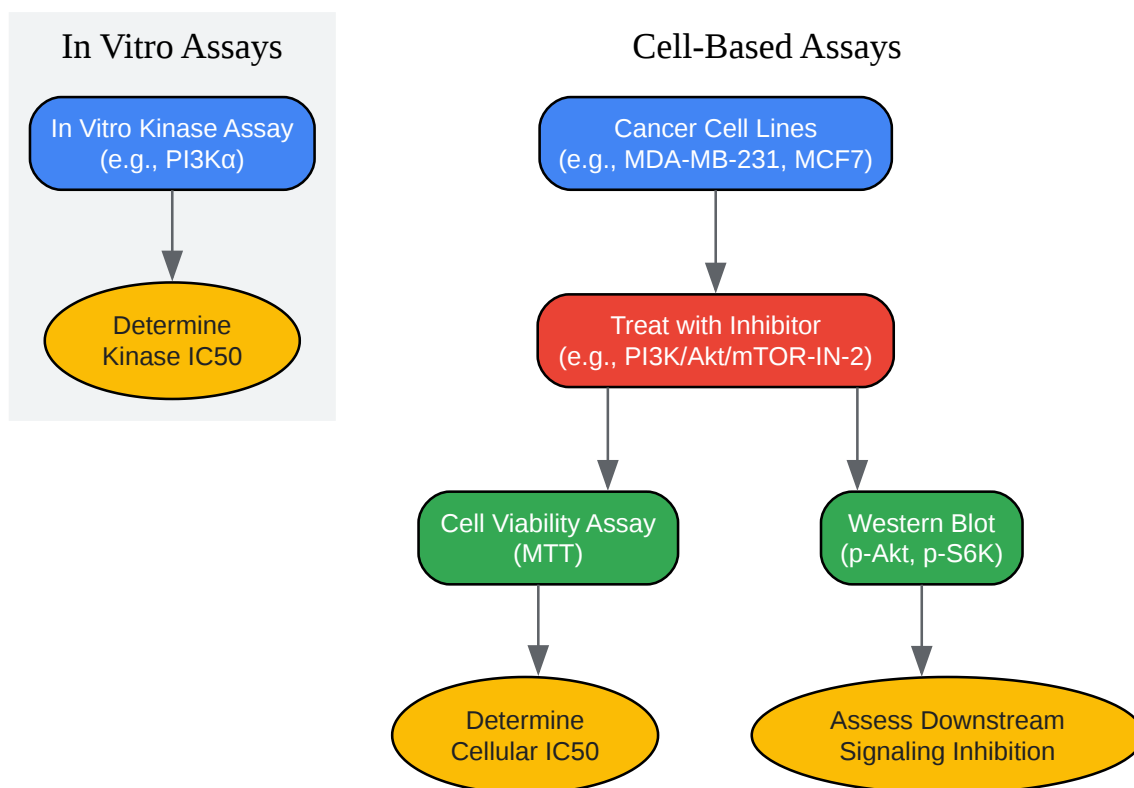 In Vitro Assays
In Vitro Kinase Assay
(e.g., PI3Kα)
Determine
Kinase IC50
Cell-Based Assays
Cancer Cell Lines
(e.g., MDA-MB-231, MCF7)
Treat with Inhibitor
(e.g., PI3K/Akt/mTOR-IN-2)
Cell Viability Assay
(MTT)
Western Blot
(p-Akt, p-S6K)
Determine
Cellular IC50
Assess Downstream
Signaling Inhibition